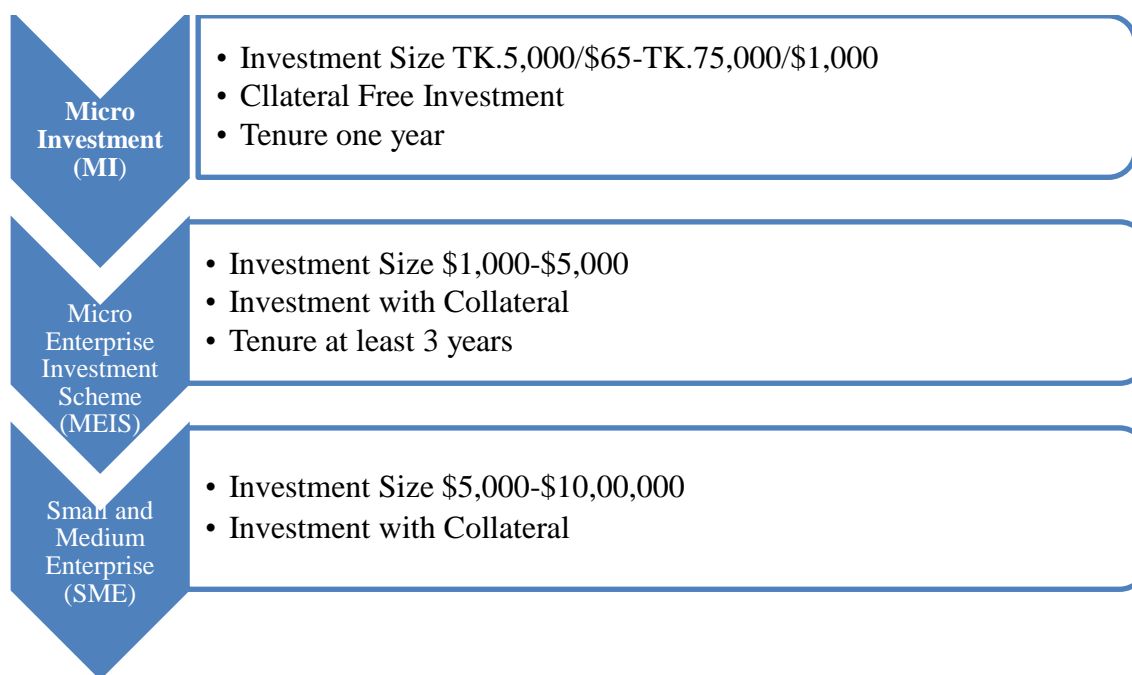 Micro
Investment
(MI)
• Investment Size TK.5,000/$65-TK.75,000/$1,000
• Cllateral Free Investment
• Tenure one year
Micro
Enterprise
Investment
Scheme
(MEIS)
• Investment Size $1,000-$5,000
• Investment with Collateral
• Tenure at least 3 years
Small and
Medium
Enterprise
(SME)
• Investment Size $5,000-$10,00,000
• Investment with Collateral